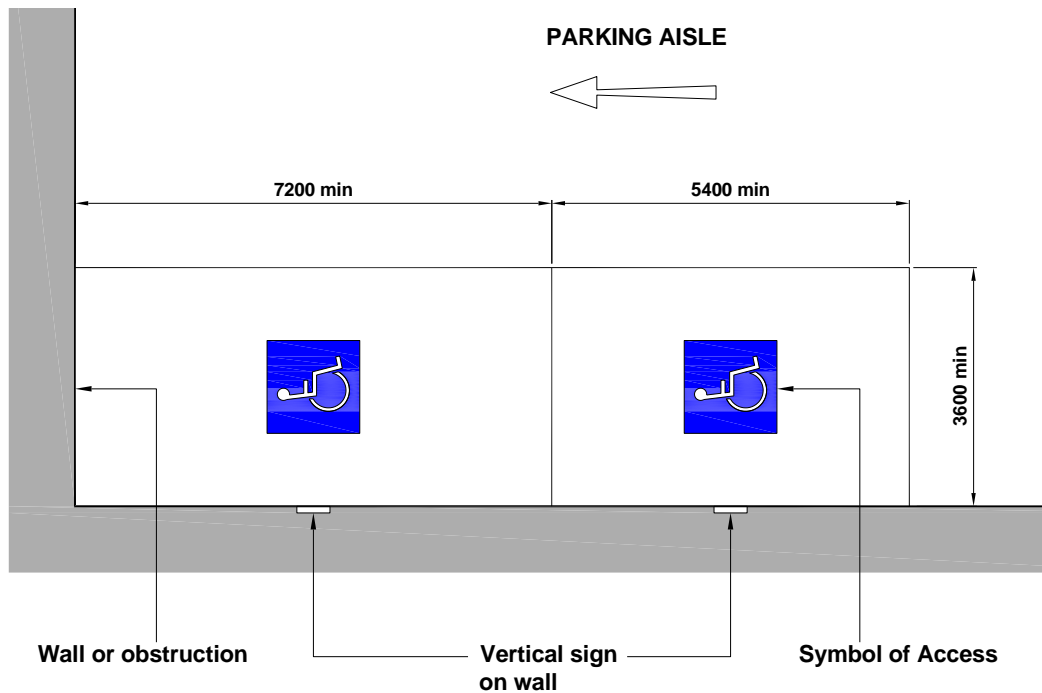 PARKING AISLE
7200 min
5400 min
3600 min
Wall or obstruction
Vertical sign
on wall
Symbol of Access